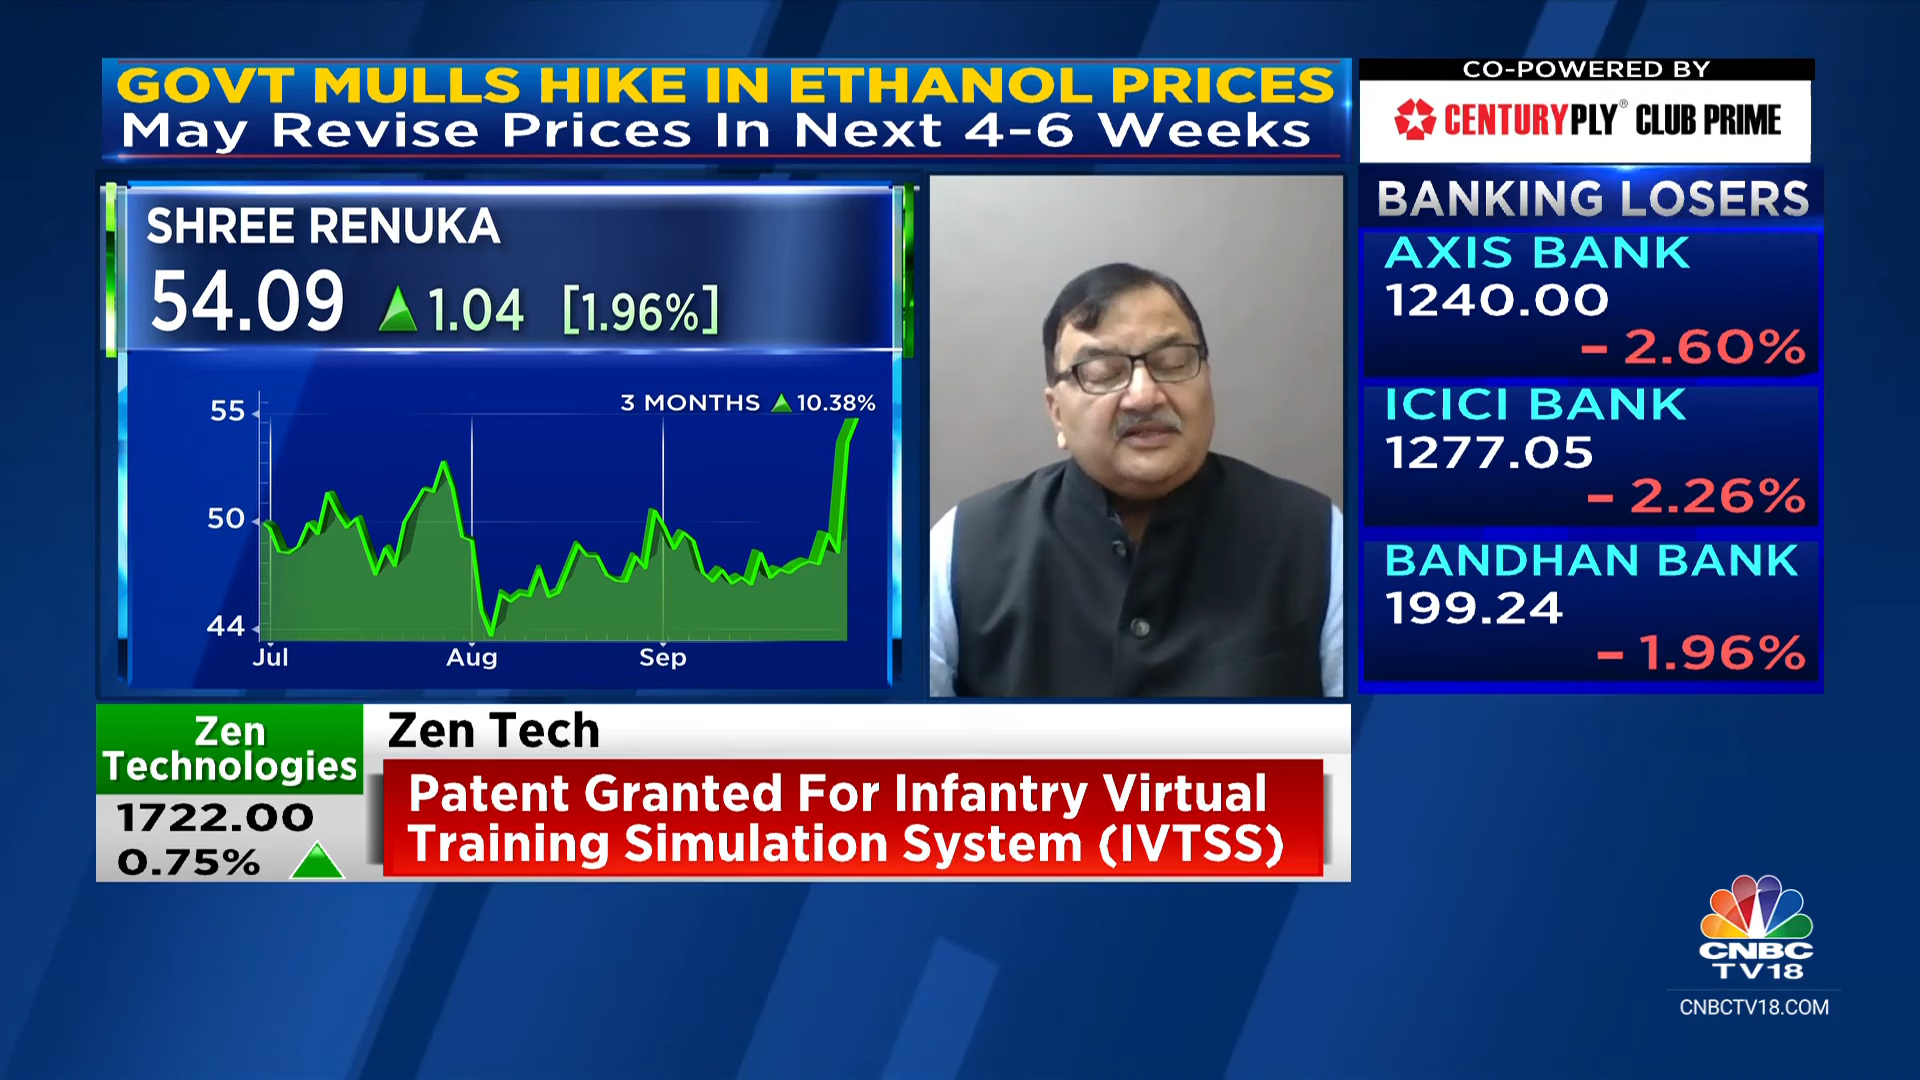 GOVT MULLS HIKE IN ETHANOL PRICES
May Revise Prices In Next 4-6 Weeks
CO-POWERED BY
CENTURYPLY® CLUB PRIME
SHREE RENUKA
54.09 ▲ 1.04 [1.96%]
3 MONTHS ▲ 10.38%
55
50
44
Jul Aug Sep
BANKING LOSERS
AXIS BANK
1240.00
- 2.60%
ICICI BANK
1277.05
- 2.26%
BANDHAN BANK
199.24
- 1.96%
Zen
Technologies
1722.00
0.75%
Zen Tech
Patent Granted For Infantry Virtual
Training Simulation System (IVTSS)
CNBC
TV18
CNBCTV18.COM